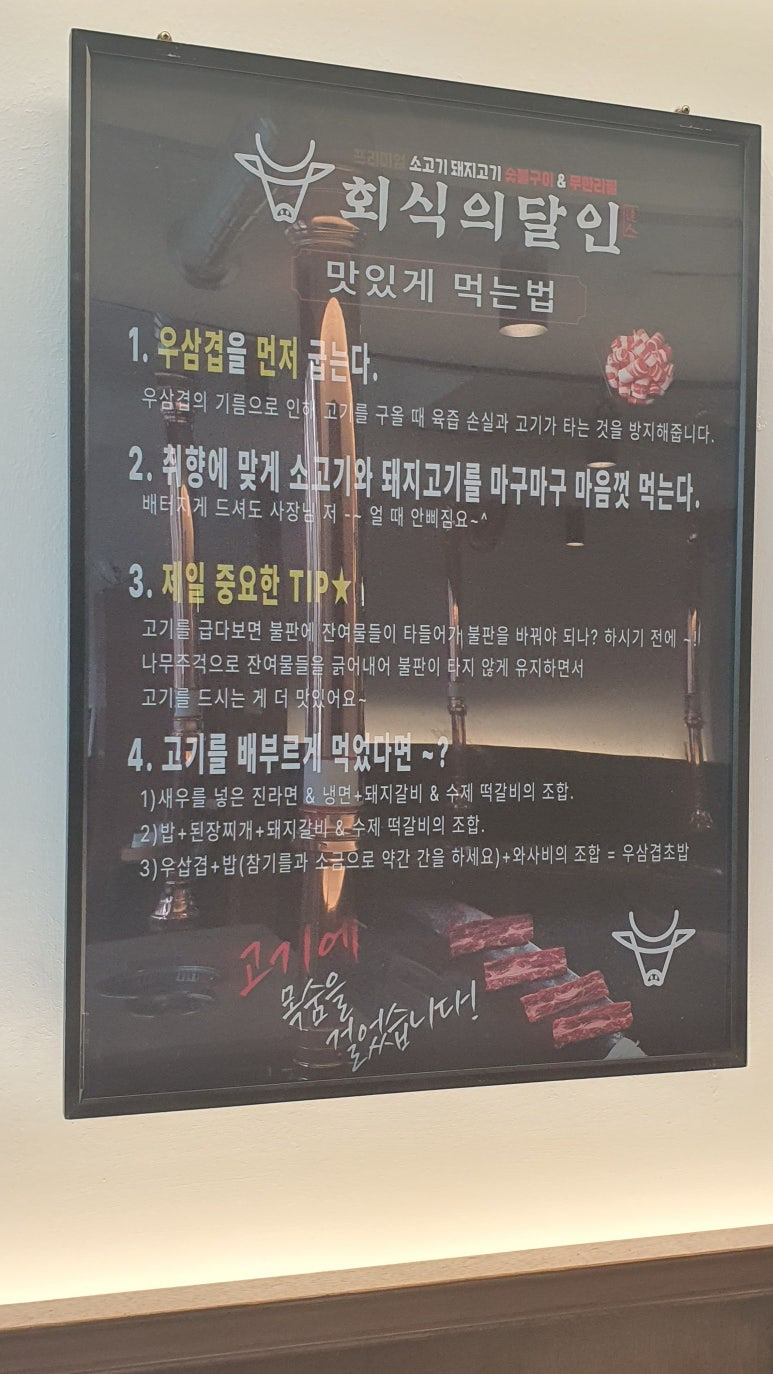 프리미엄 소고기 돼지고기 숯불구이 & 무한리필
회식의달인
맛있게 먹는법
1. 우삼겹을 먼저 굽는다.
우삼겹의 기름으로 인해 고기를 구울 때 육즙 손실과 고기가 타는 것을 방지해줍니다.
2. 취향에 맞게 소고기와 돼지고기를 마구마구 마음껏 먹는다.
배터지게 드셔도 사장님 저 -~ 얼 때 안삐짐요~^
3. 제일 중요한 TIP★
고기를 굽다보면 불판에 잔여물들이 타들어가 불판을 바꿔야 되나? 하시기 전에 ~!
나무주걱으로 잔여물들을 긁어내어 불판이 타지 않게 유지하면서
고기를 드시는 게 더 맛있어요~
4. 고기를 배부르게 먹었다면 ~?
1)새우를 넣은 진라면 & 냉면+돼지갈비 & 수제 떡갈비의 조합.
2)밥+된장찌개+돼지갈비 & 수제 떡갈비의 조합.
3)우삽겹+밥(참기름과 소금으로 약간 간을 하세요)+와사비의 조합 = 우삼겹초밥
고기에
목숨을
걸었습니다!